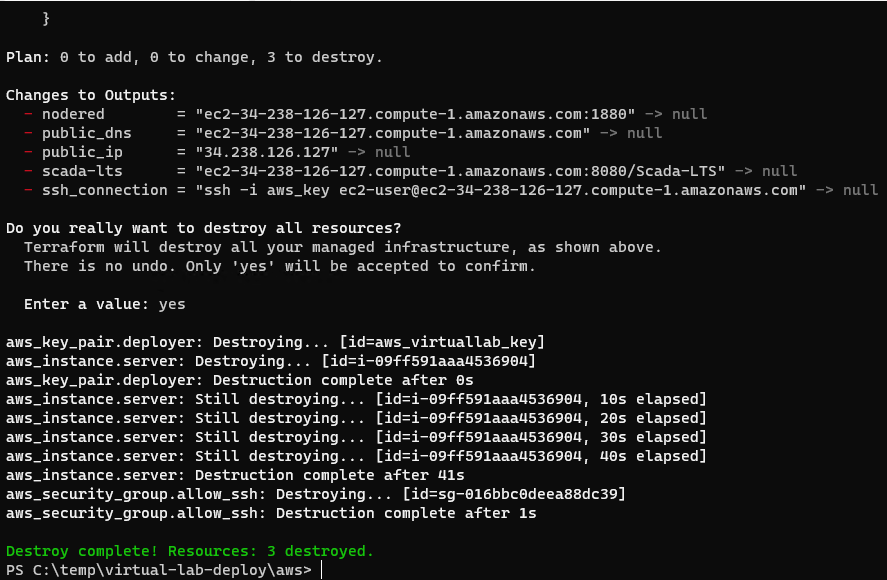 }
Plan: 0 to add, 0 to change, 3 to destroy.
Changes to Outputs:
- nodered        = "ec2-34-238-126-127.compute-1.amazonaws.com:1880" -> null
- public_dns     = "ec2-34-238-126-127.compute-1.amazonaws.com" -> null
- public_ip      = "34.238.126.127" -> null
- scada-lts      = "ec2-34-238-126-127.compute-1.amazonaws.com:8080/Scada-LTS" -> null
- ssh_connection = "ssh -i aws_key ec2-user@ec2-34-238-126-127.compute-1.amazonaws.com" -> null
Do you really want to destroy all resources?
Terraform will destroy all your managed infrastructure, as shown above.
There is no undo. Only 'yes' will be accepted to confirm.
Enter a value: yes
aws_key_pair.deployer: Destroying... [id=aws_virtuallab_key]
aws_instance.server: Destroying... [id=i-09ff591aaa4536904]
aws_key_pair.deployer: Destruction complete after 0s
aws_instance.server: Still destroying... [id=i-09ff591aaa4536904, 10s elapsed]
aws_instance.server: Still destroying... [id=i-09ff591aaa4536904, 20s elapsed]
aws_instance.server: Still destroying... [id=i-09ff591aaa4536904, 30s elapsed]
aws_instance.server: Still destroying... [id=i-09ff591aaa4536904, 40s elapsed]
aws_instance.server: Destruction complete after 41s
aws_security_group.allow_ssh: Destroying... [id=sg-016bbc0deea88dc39]
aws_security_group.allow_ssh: Destruction complete after 1s
Destroy complete! Resources: 3 destroyed.
PS C:\temp\virtual-lab-deploy\aws>